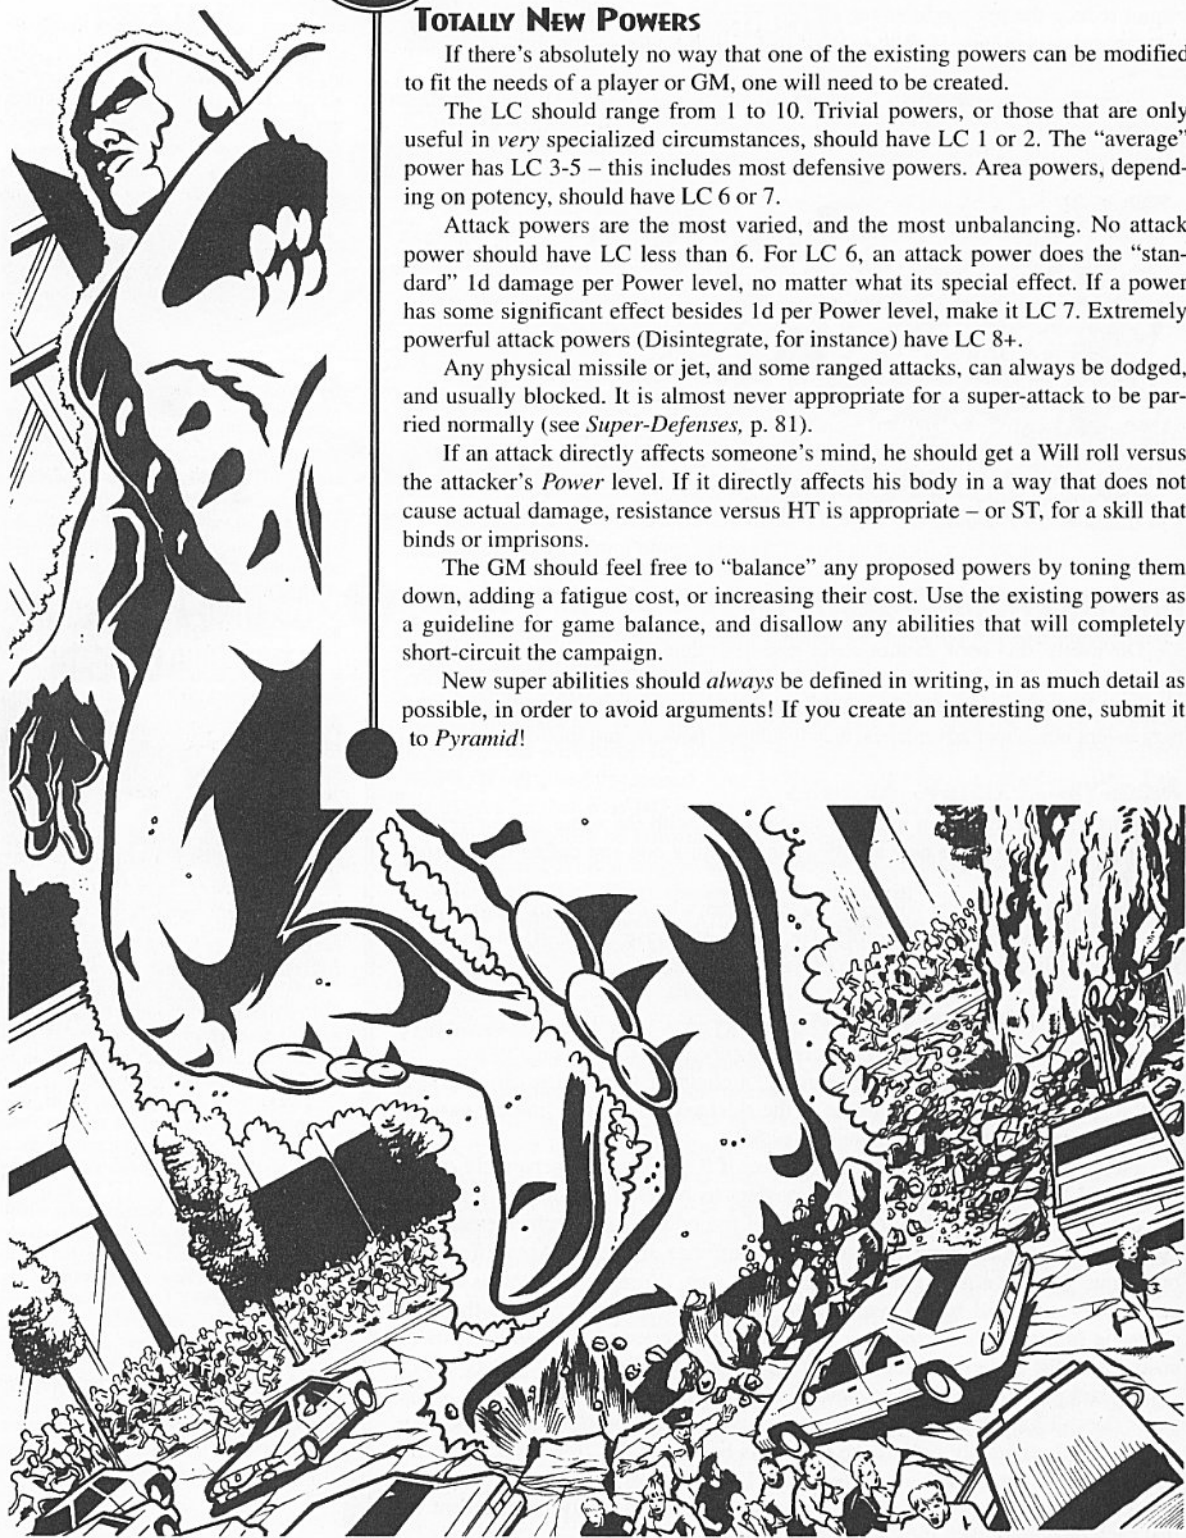 TOTALLY NEW POWERS
If there's absolutely no way that one of the existing powers can be modified
to fit the needs of a player or GM, one will need to be created.
The LC should range from 1 to 10. Trivial powers, or those that are only
useful in very specialized circumstances, should have LC 1 or 2. The “average”
power has LC 3-5 – this includes most defensive powers. Area powers, depend-
ing on potency, should have LC 6 or 7.
Attack powers are the most varied, and the most unbalancing. No attack
power should have LC less than 6. For LC 6, an attack power does the “stan-
dard” 1d damage per Power level, no matter what its special effect. If a power
has some significant effect besides 1d per Power level, make it LC 7. Extremely
powerful attack powers (Disintegrate, for instance) have LC 8+.
Any physical missile or jet, and some ranged attacks, can always be dodged,
and usually blocked. It is almost never appropriate for a super-attack to be par-
ried normally (see Super-Defenses, p. 81).
If an attack directly affects someone's mind, he should get a Will roll versus
the attacker's Power level. If it directly affects his body in a way that does not
cause actual damage, resistance versus HT is appropriate – or ST, for a skill that
binds or imprisons.
The GM should feel free to “balance” any proposed powers by toning them
down, adding a fatigue cost, or increasing their cost. Use the existing powers as
a guideline for game balance, and disallow any abilities that will completely
short-circuit the campaign.
New super abilities should always be defined in writing, in as much detail as
possible, in order to avoid arguments! If you create an interesting one, submit it
to Pyramid!